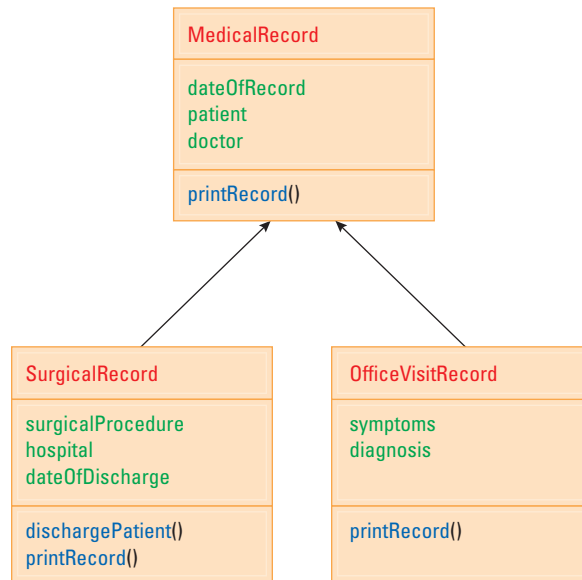 MedicalRecord
dateOfRecord
patient
doctor
printRecord()
SurgicalRecord
surgicalProcedure
hospital
dateOfDischarge
dischargePatient()
printRecord()
OfficeVisitRecord
symptoms
diagnosis
printRecord()